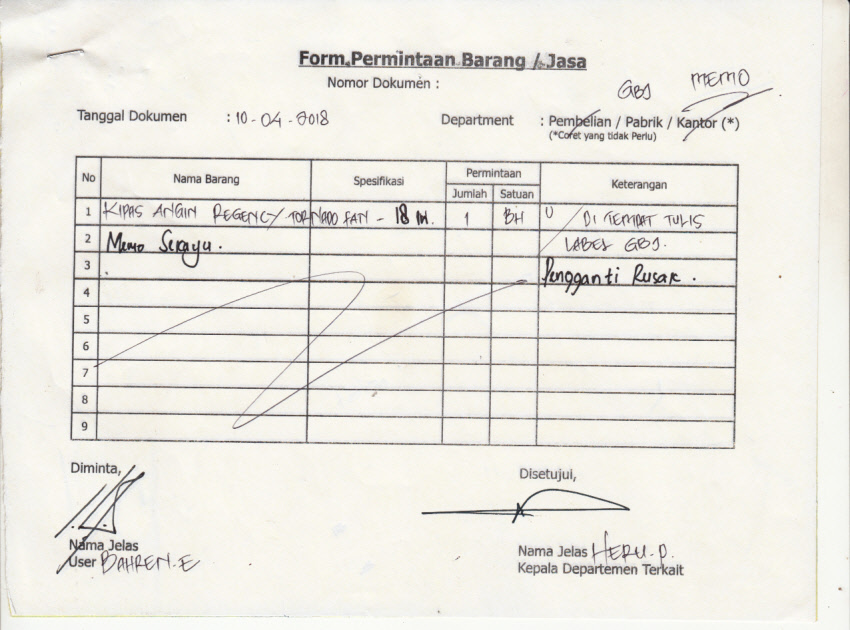 Form Permintaan Barang / Jasa
Nomor Dokumen :
GBJ MEMO
Tanggal Dokumen : 10-04-2018 Department : Pembelian / Pabrik / Kantor (*)
(*Coret yang tidak Perlu)
No Nama Barang Spesifikasi Permintaan Keterangan
Jumlah Satuan
1 KIPAS ANGIN REGENCY TORNADO FAN - 18 IN. 1 BH U DI TEMPAT TULIS
2 Memo Serayu. LABEL GBJ.
3 Pengganti Rusak.
4
5
6
7
8
9
Diminta, Disetujui,
Nama Jelas Nama Jelas HERU.P.
User BAHREN.E Kepala Departemen Terkait